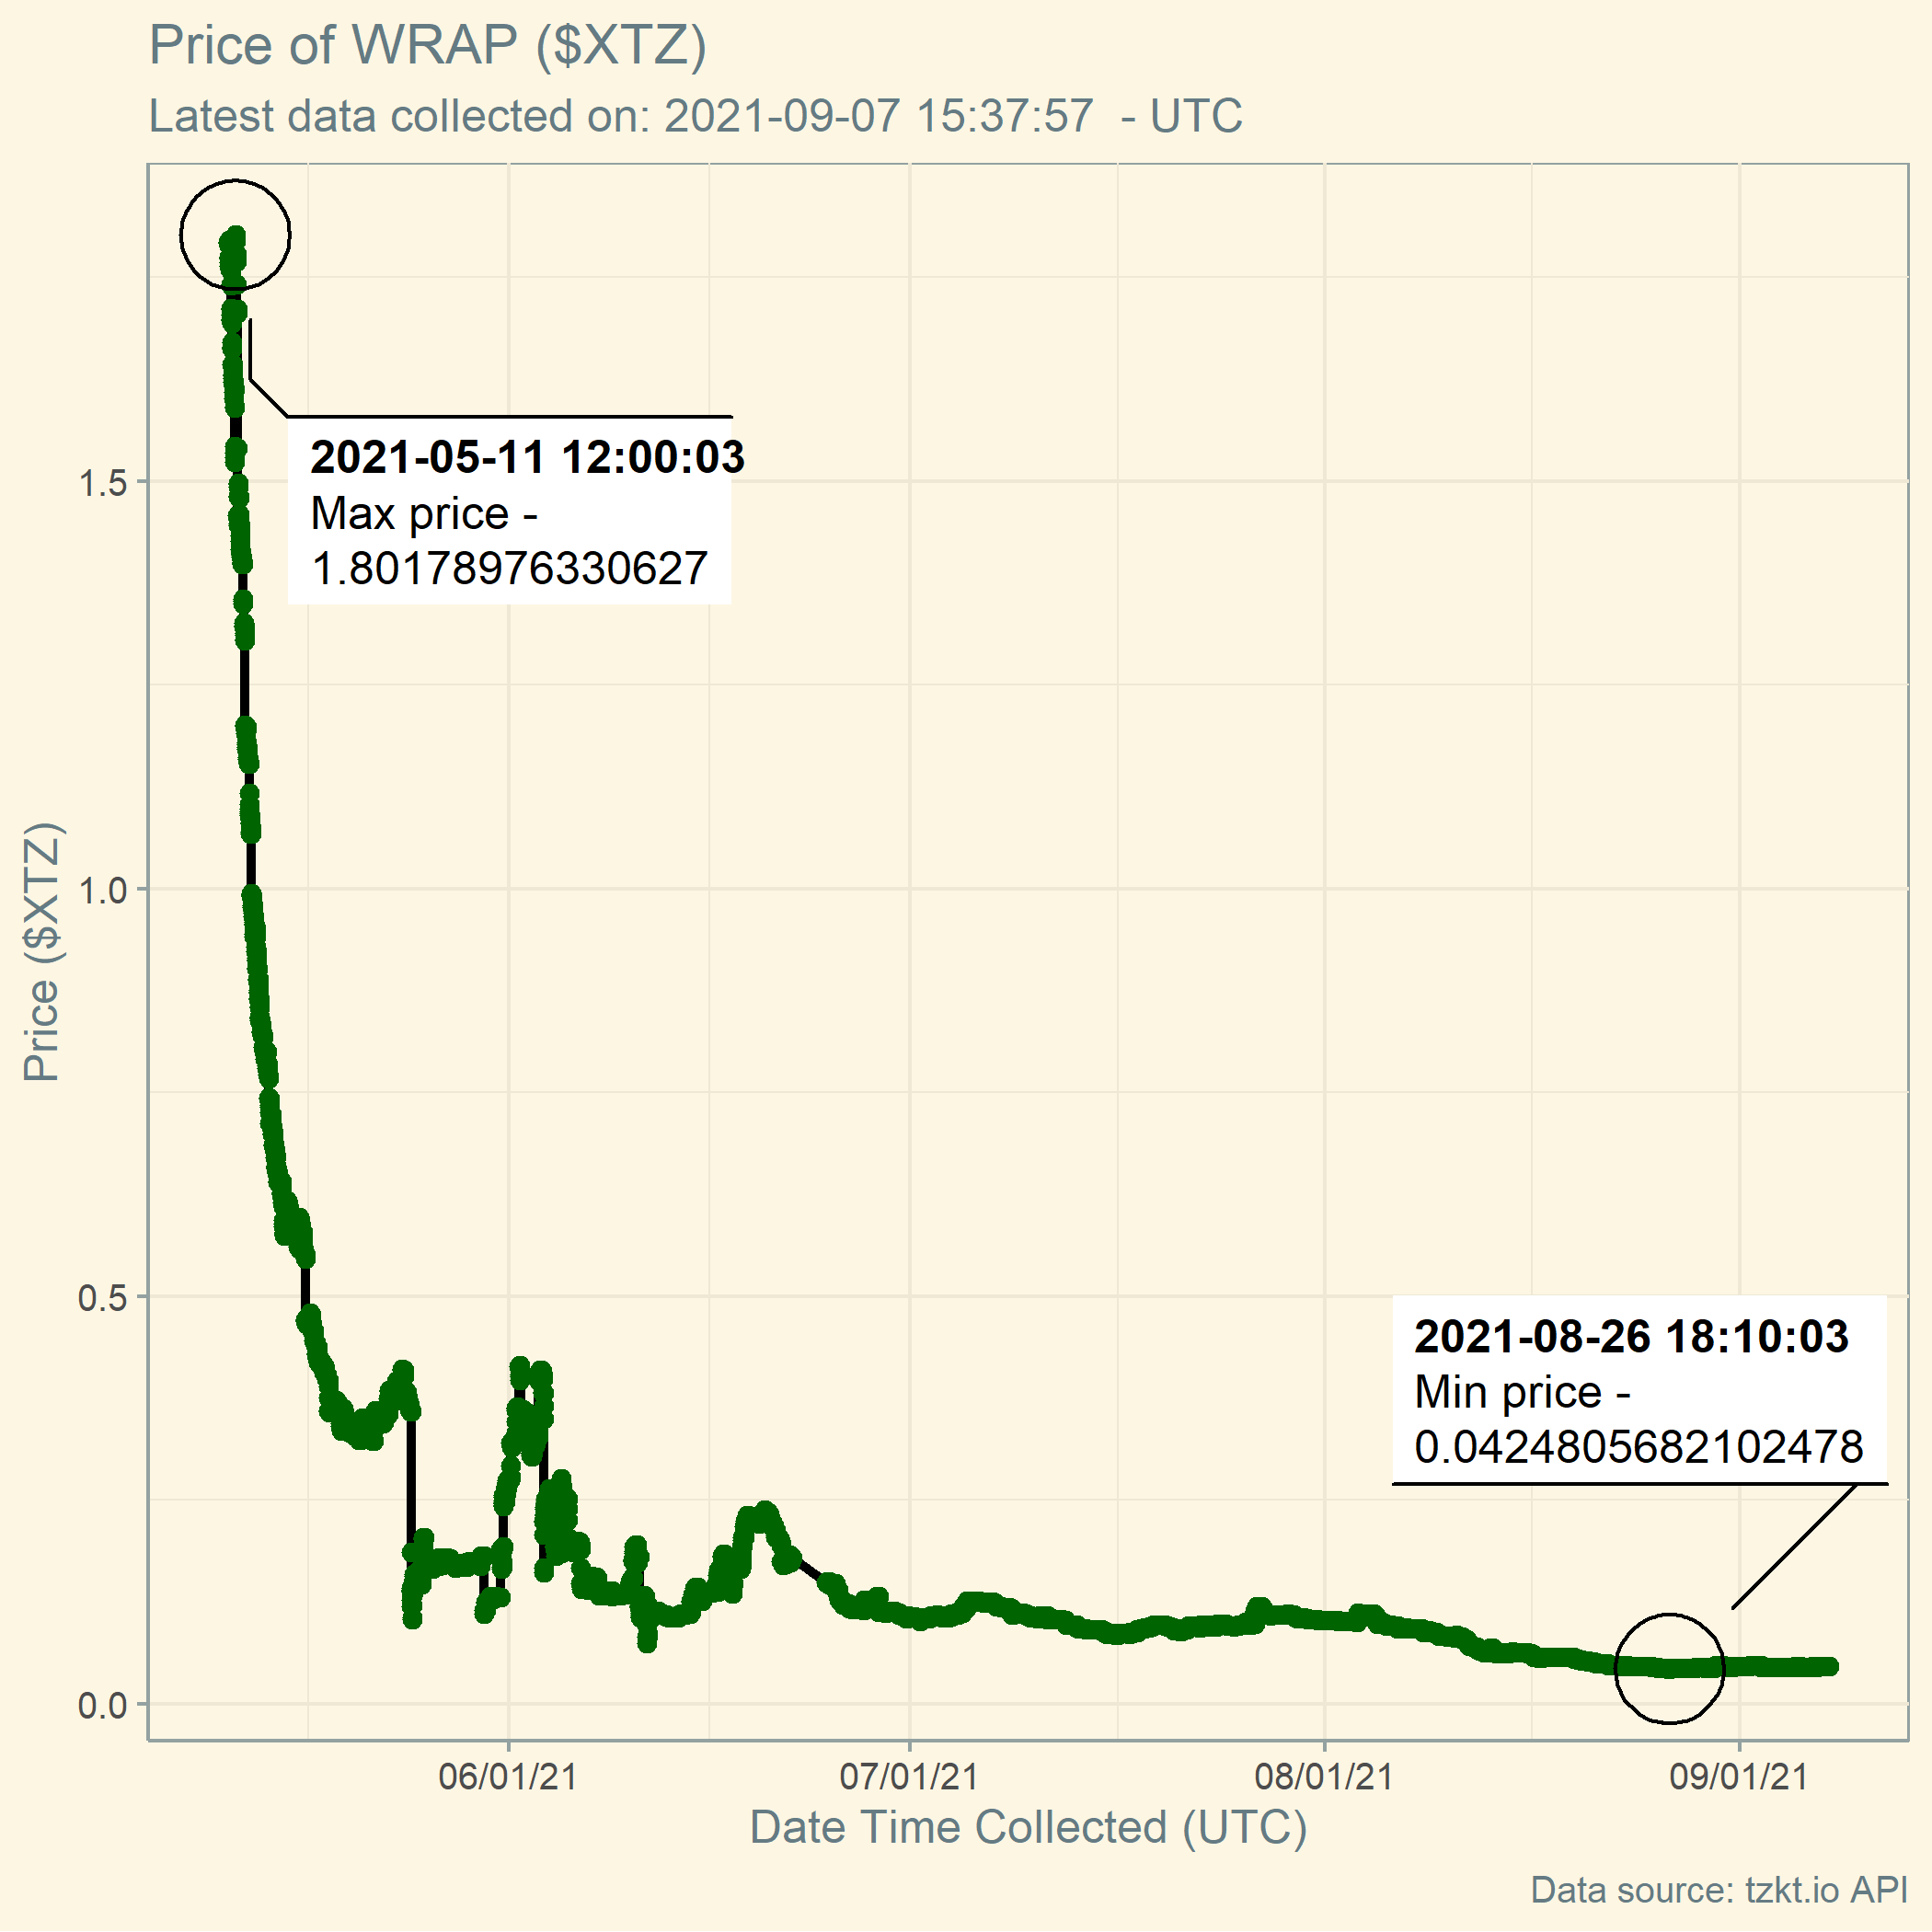 Price of WRAP ($XTZ)
Latest data collected on: 2021-09-07 15:37:57  - UTC
2021-05-11 12:00:03
Max price -
1.80178976330627
1.5
1.0
0.5
0.0
Price ($XTZ)
2021-08-26 18:10:03
Min price -
0.0424805682102478
06/01/21
07/01/21
08/01/21
09/01/21
Date Time Collected (UTC)
Data source: tzkt.io API